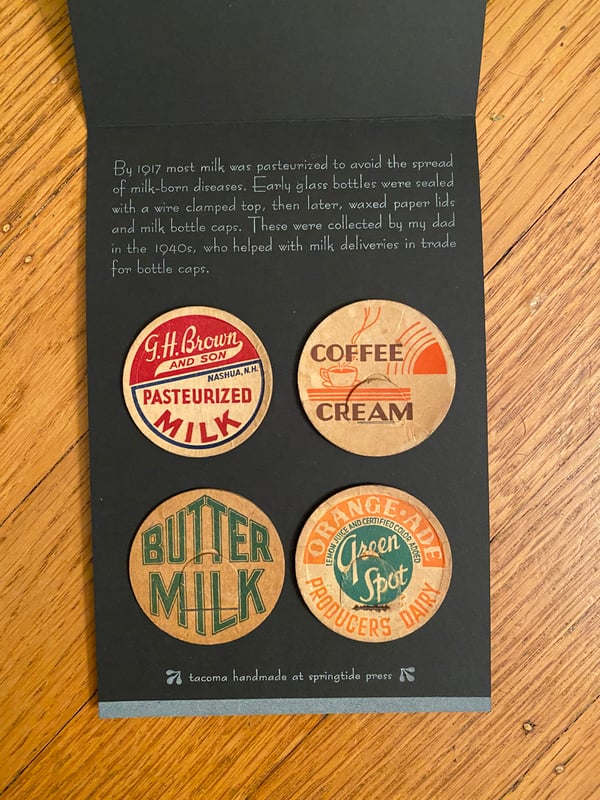 By 1917 most milk was pasteurized to avoid the spread
of milk-born diseases. Early glass bottles were sealed
with a wire clamped top, then later, waxed paper lids
and milk bottle caps. These were collected by my dad
in the 1940s, who helped with milk deliveries in trade
for bottle caps.
G.H. Brown
AND SON
NASHUA, N.H.
PASTEURIZED
MILK
COFFEE
CREAM
BUTTER
MILK
ORANGE·ADE
LEMON JUICE AND CERTIFIED COLOR ADDED
Green
Spot
PRODUCERS DAIRY
tacoma handmade at springtide press